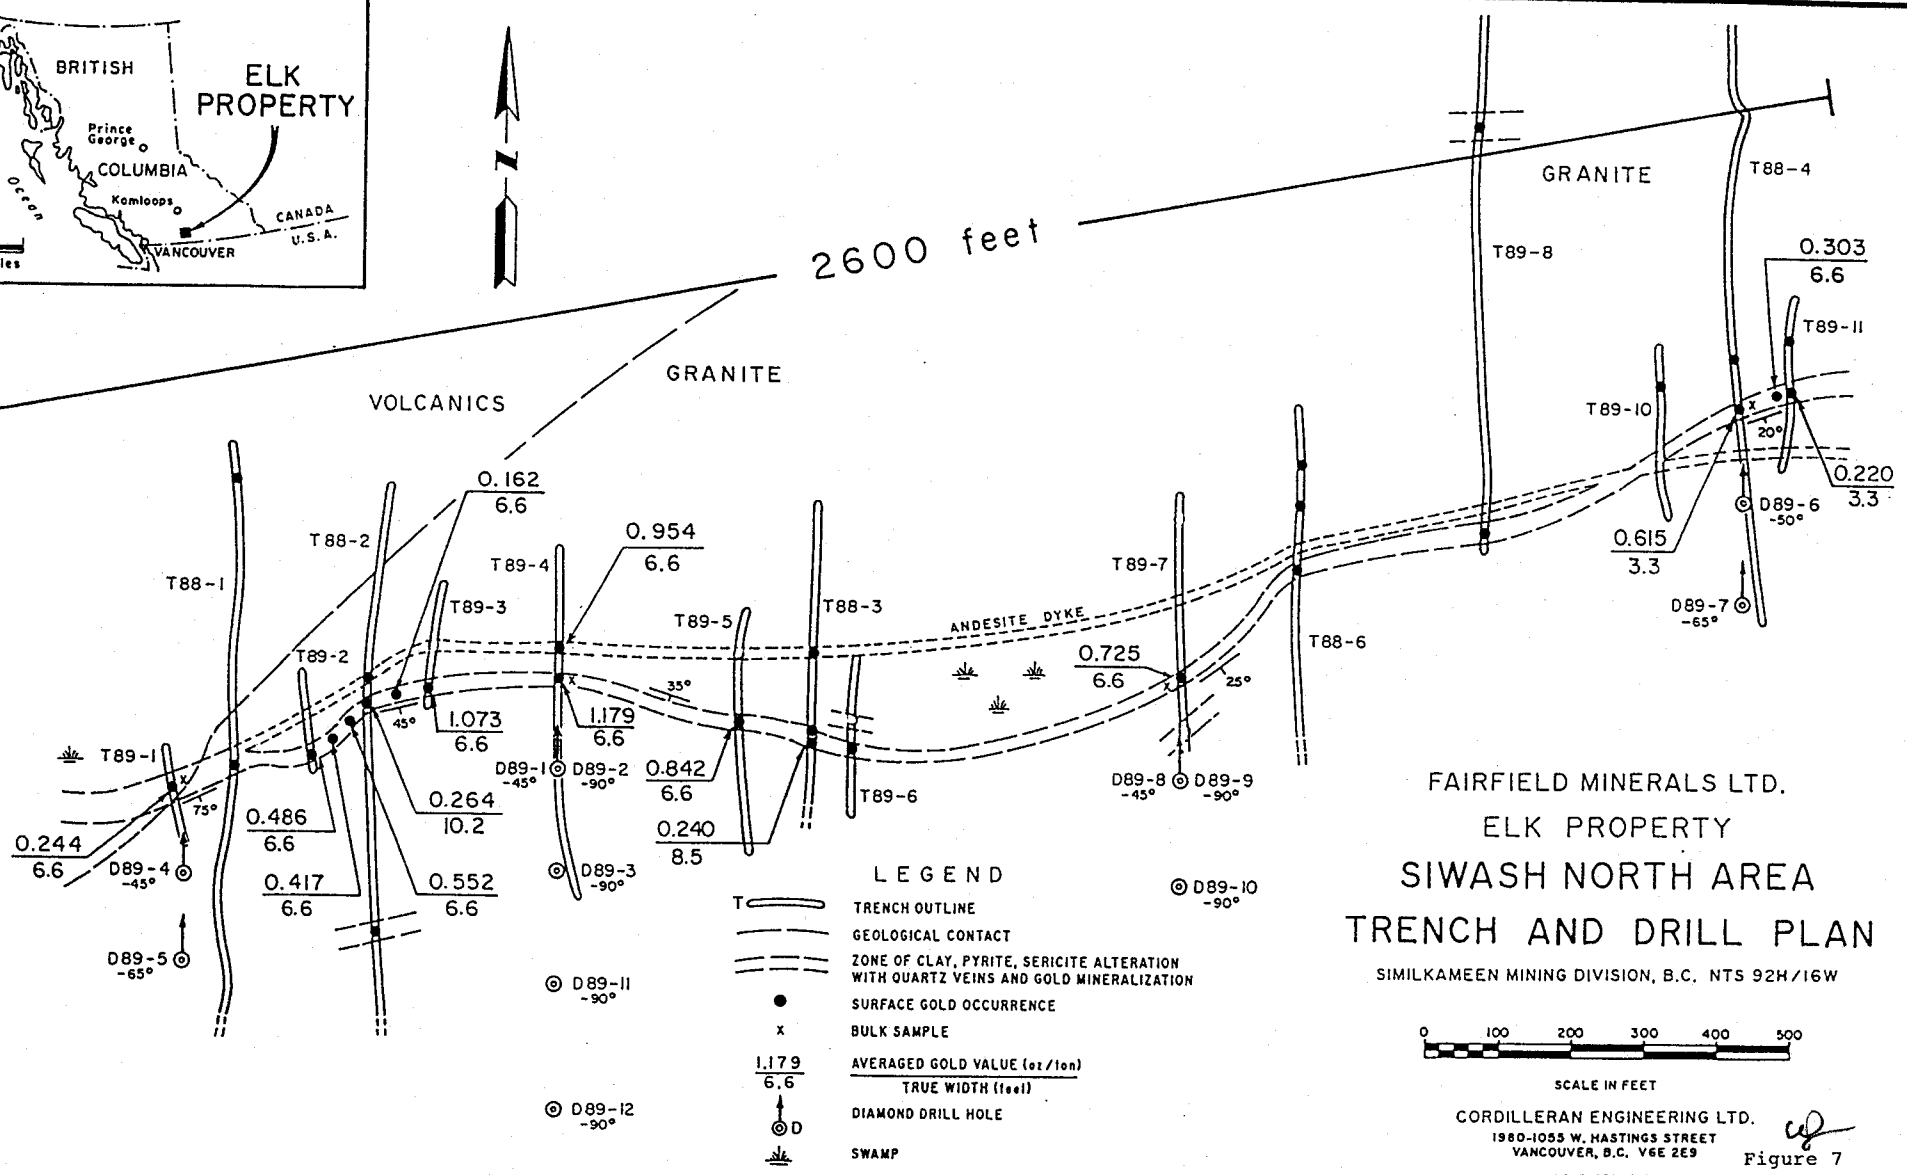 BRITISH
COLUMBIA
Prince
George
Kamloops
VANCOUVER
Ocean
CANADA
U.S.A.
les
ELK
PROPERTY
N
2600 feet
VOLCANICS
GRANITE
GRANITE
ANDESITE DYKE
T88-1
T88-2
T89-1
T89-2
T89-3
T89-4
T89-5
T88-3
T89-6
T89-7
T88-6
T89-8
T89-10
T88-4
T89-11
0.162
6.6
0.954
6.6
0.303
6.6
0.220
3.3
0.615
3.3
0.725
6.6
1.073
6.6
1.179
6.6
0.842
6.6
0.240
8.5
0.264
10.2
0.552
6.6
0.417
6.6
0.486
6.6
0.244
6.6
75°
45°
35°
25°
20°
D89-1
-45°
D89-2
-90°
D89-3
-90°
D89-4
-45°
D89-5
-65°
D89-6
-50°
D89-7
-65°
D89-8
-45°
D89-9
-90°
D89-10
-90°
D89-11
-90°
D89-12
-90°
LEGEND
T
TRENCH OUTLINE
GEOLOGICAL CONTACT
ZONE OF CLAY, PYRITE, SERICITE ALTERATION
WITH QUARTZ VEINS AND GOLD MINERALIZATION
SURFACE GOLD OCCURRENCE
x BULK SAMPLE
1.179 AVERAGED GOLD VALUE (oz/ton)
6.6 TRUE WIDTH (feet)
D DIAMOND DRILL HOLE
SWAMP
FAIRFIELD MINERALS LTD.
ELK PROPERTY
SIWASH NORTH AREA
TRENCH AND DRILL PLAN
SIMILKAMEEN MINING DIVISION, B.C. NTS 92H/16W
0 100 200 300 400 500
SCALE IN FEET
CORDILLERAN ENGINEERING LTD.
1980-1055 W. HASTINGS STREET
VANCOUVER, B.C. V6E 2E9
Figure 7